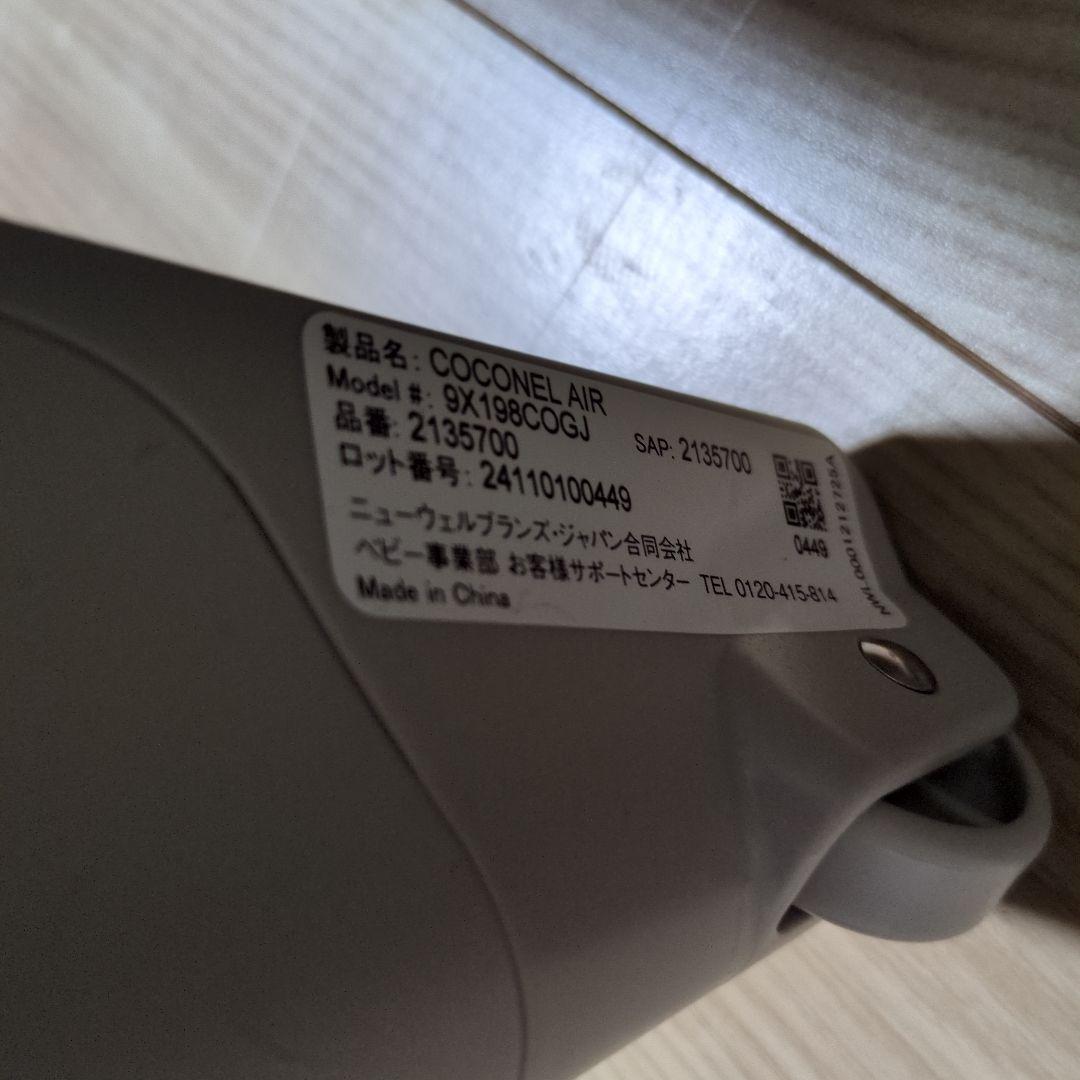 製品名: COCONEL AIR
Model #: 9X198COGJ
品番: 2135700 SAP: 2135700
ロット番号: 24110100449
0449
ニューウェルブランズ・ジャパン合同会社
ベビー事業部 お客様サポートセンター TEL 0120-415-814
Made in China
NWL0001212725A